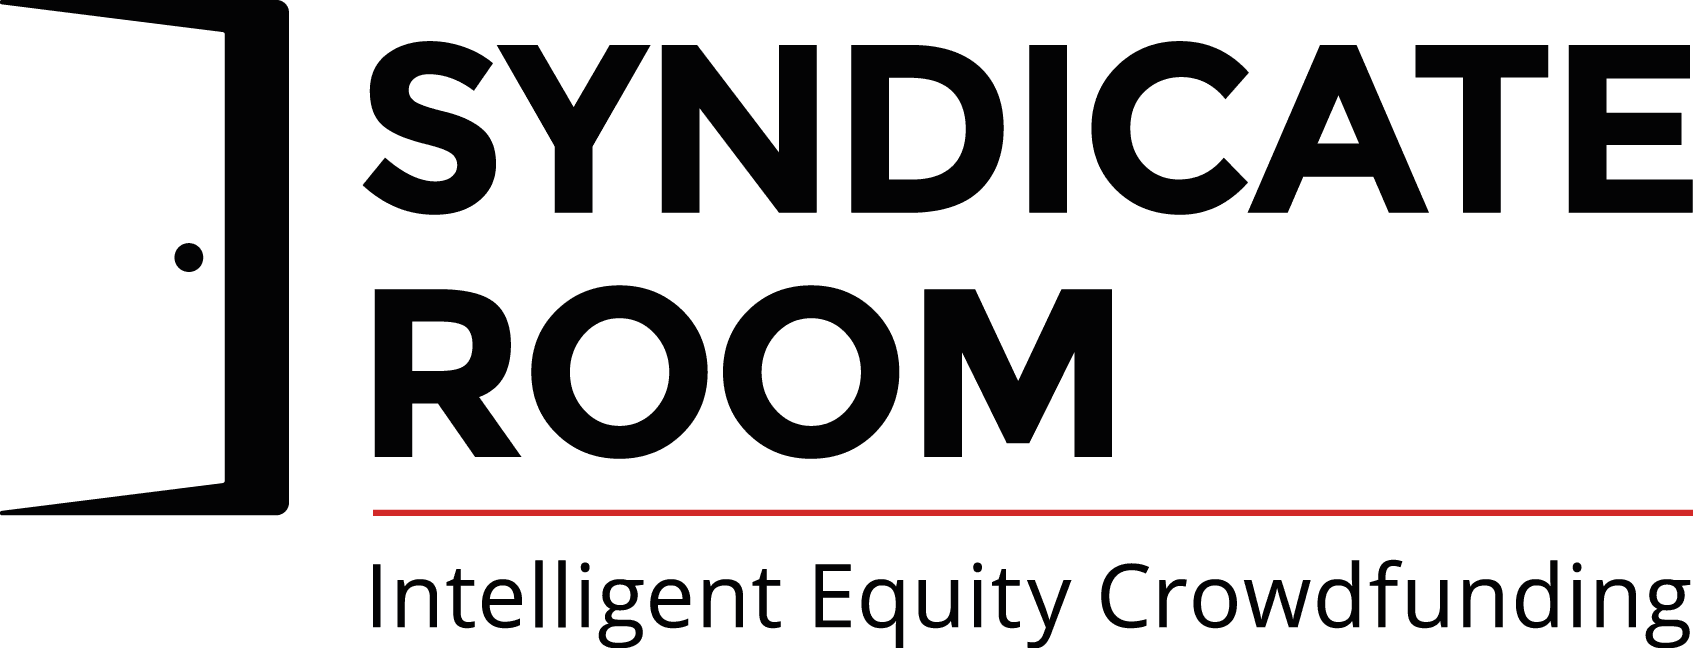 SYNDICATE
ROOM
Intelligent Equity Crowdfunding